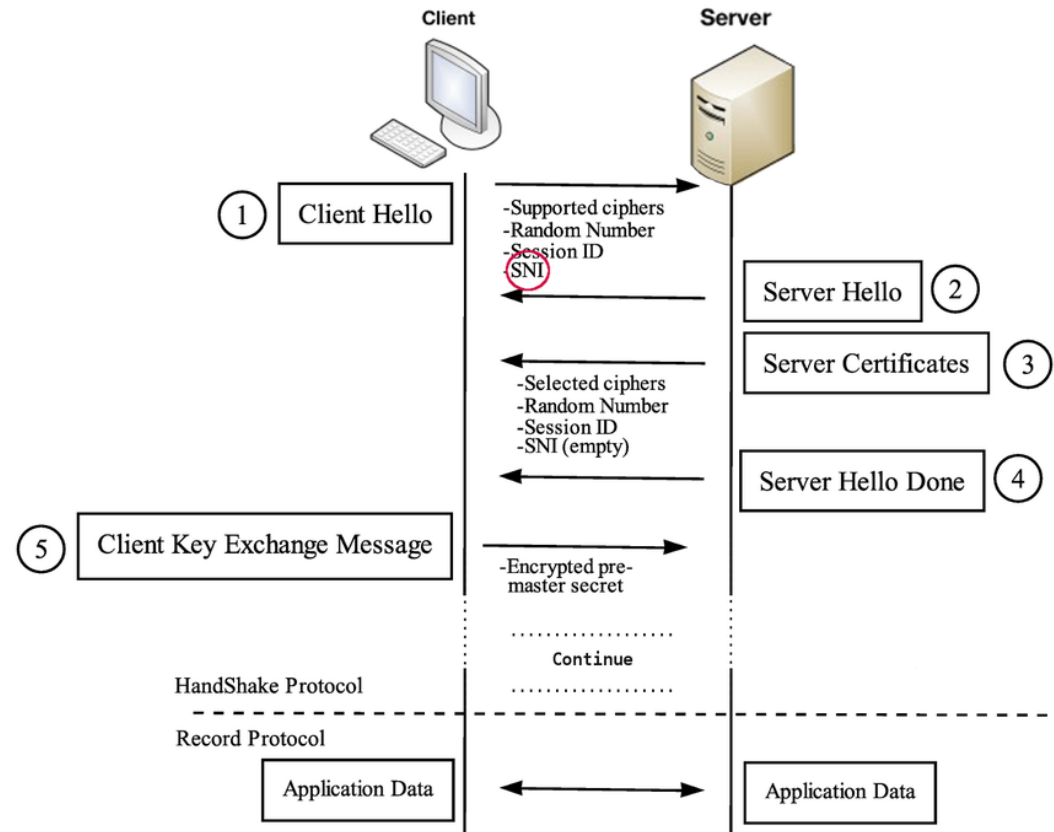 Client
Server
1
Client Hello
-Supported ciphers
-Random Number
-Session ID
-SNI
Server Hello
2
Server Certificates
3
-Selected ciphers
-Random Number
-Session ID
-SNI (empty)
Server Hello Done
4
5
Client Key Exchange Message
-Encrypted pre-
master secret
Continue
HandShake Protocol
Record Protocol
Application Data
Application Data